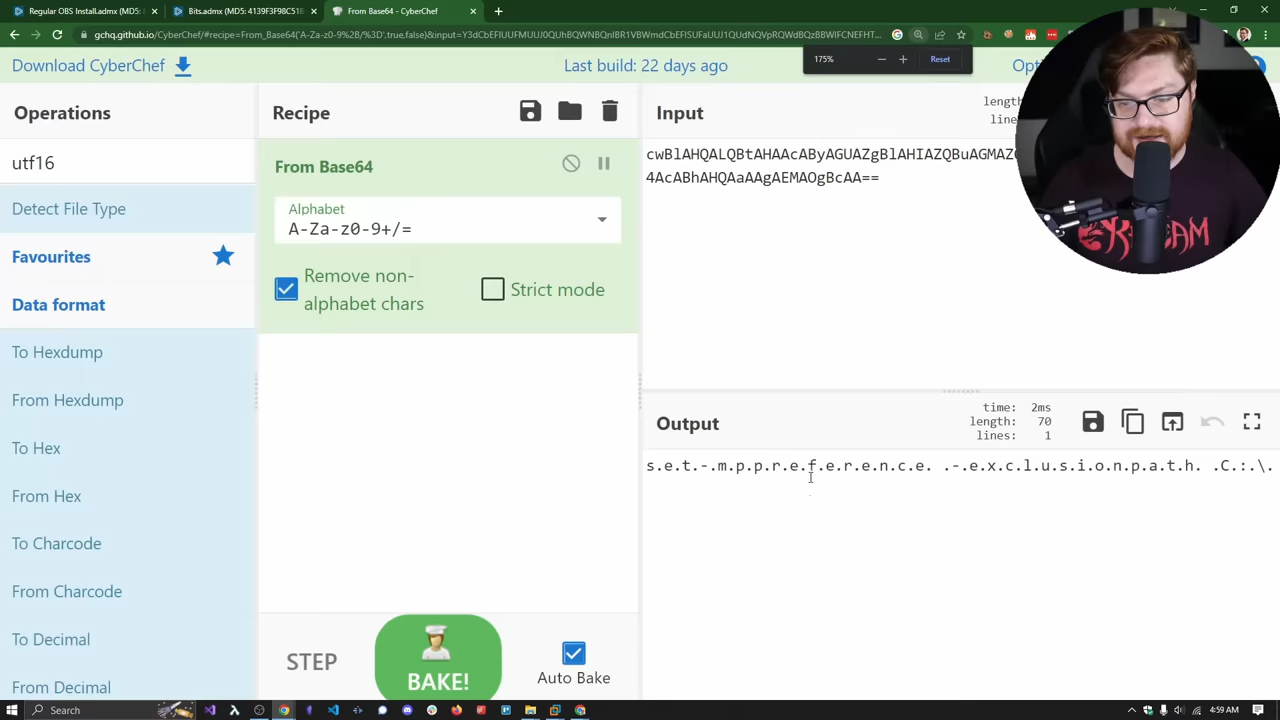 Regular OBS Install.admx (MD5:
Bits.admx (MD5: 4139F3F98C51B
From Base64 - CyberChef
gchq.github.io/CyberChef/#recipe=From_Base64('A-Za-z0-9%2B/%3D',true,false)&input=
175%
Reset
Download CyberChef
Last build: 22 days ago
Operations
Recipe
Input
utf16
From Base64
cwBlAHQALQBtAHAAcAByAGUAZgBlAHIAZQBuAGMAZ
4AcABhAHQAaAAgAEMAOgBcAA==
Detect File Type
Alphabet
A-Za-z0-9+/=
Favourites
Remove non-
alphabet chars
Strict mode
Data format
To Hexdump
From Hexdump
time: 2ms
length: 70
lines: 1
Output
To Hex
s.e.t.-.m.p.p.r.e.f.e.r.e.n.c.e. .-.e.x.c.l.u.s.i.o.n.p.a.t.h. .C.:.\.
From Hex
To Charcode
From Charcode
To Decimal
STEP
BAKE!
Auto Bake
From Decimal
Search
4:59 AM